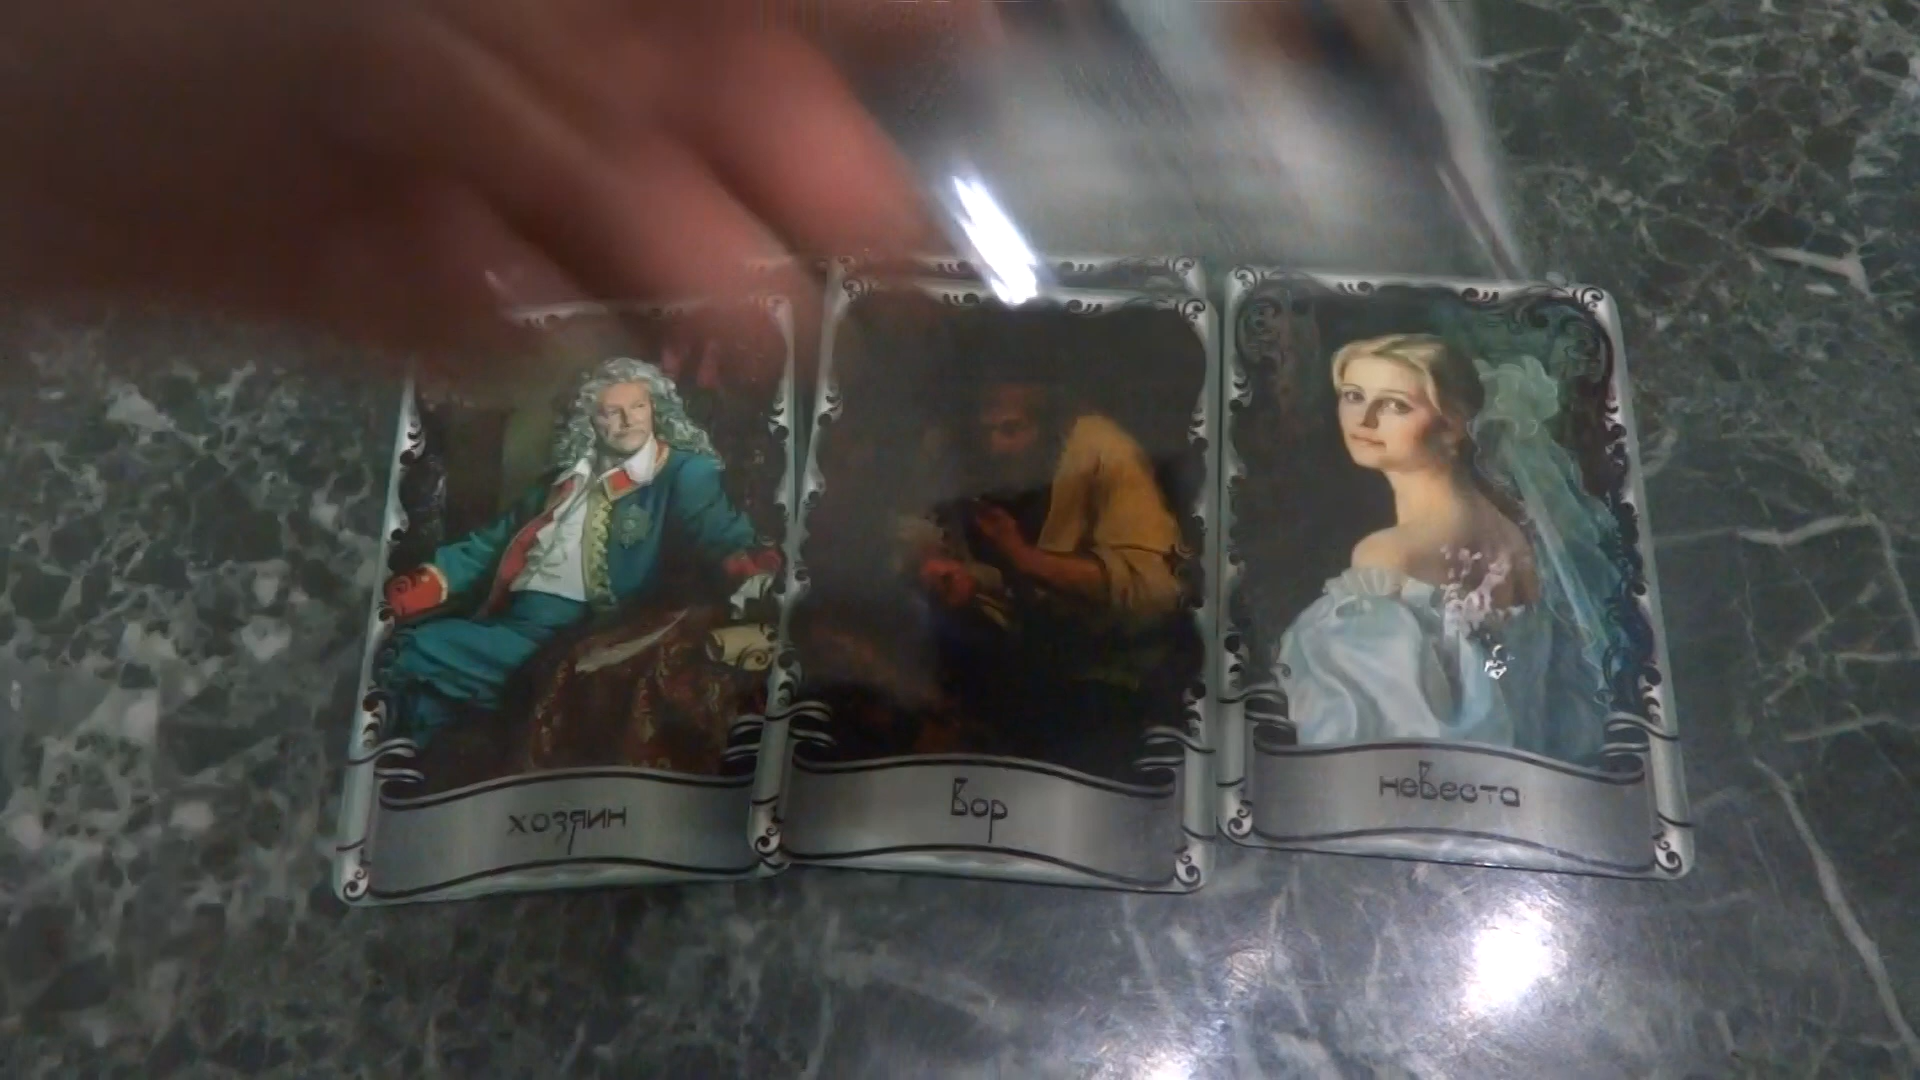 хозяин
Вор
неВеста